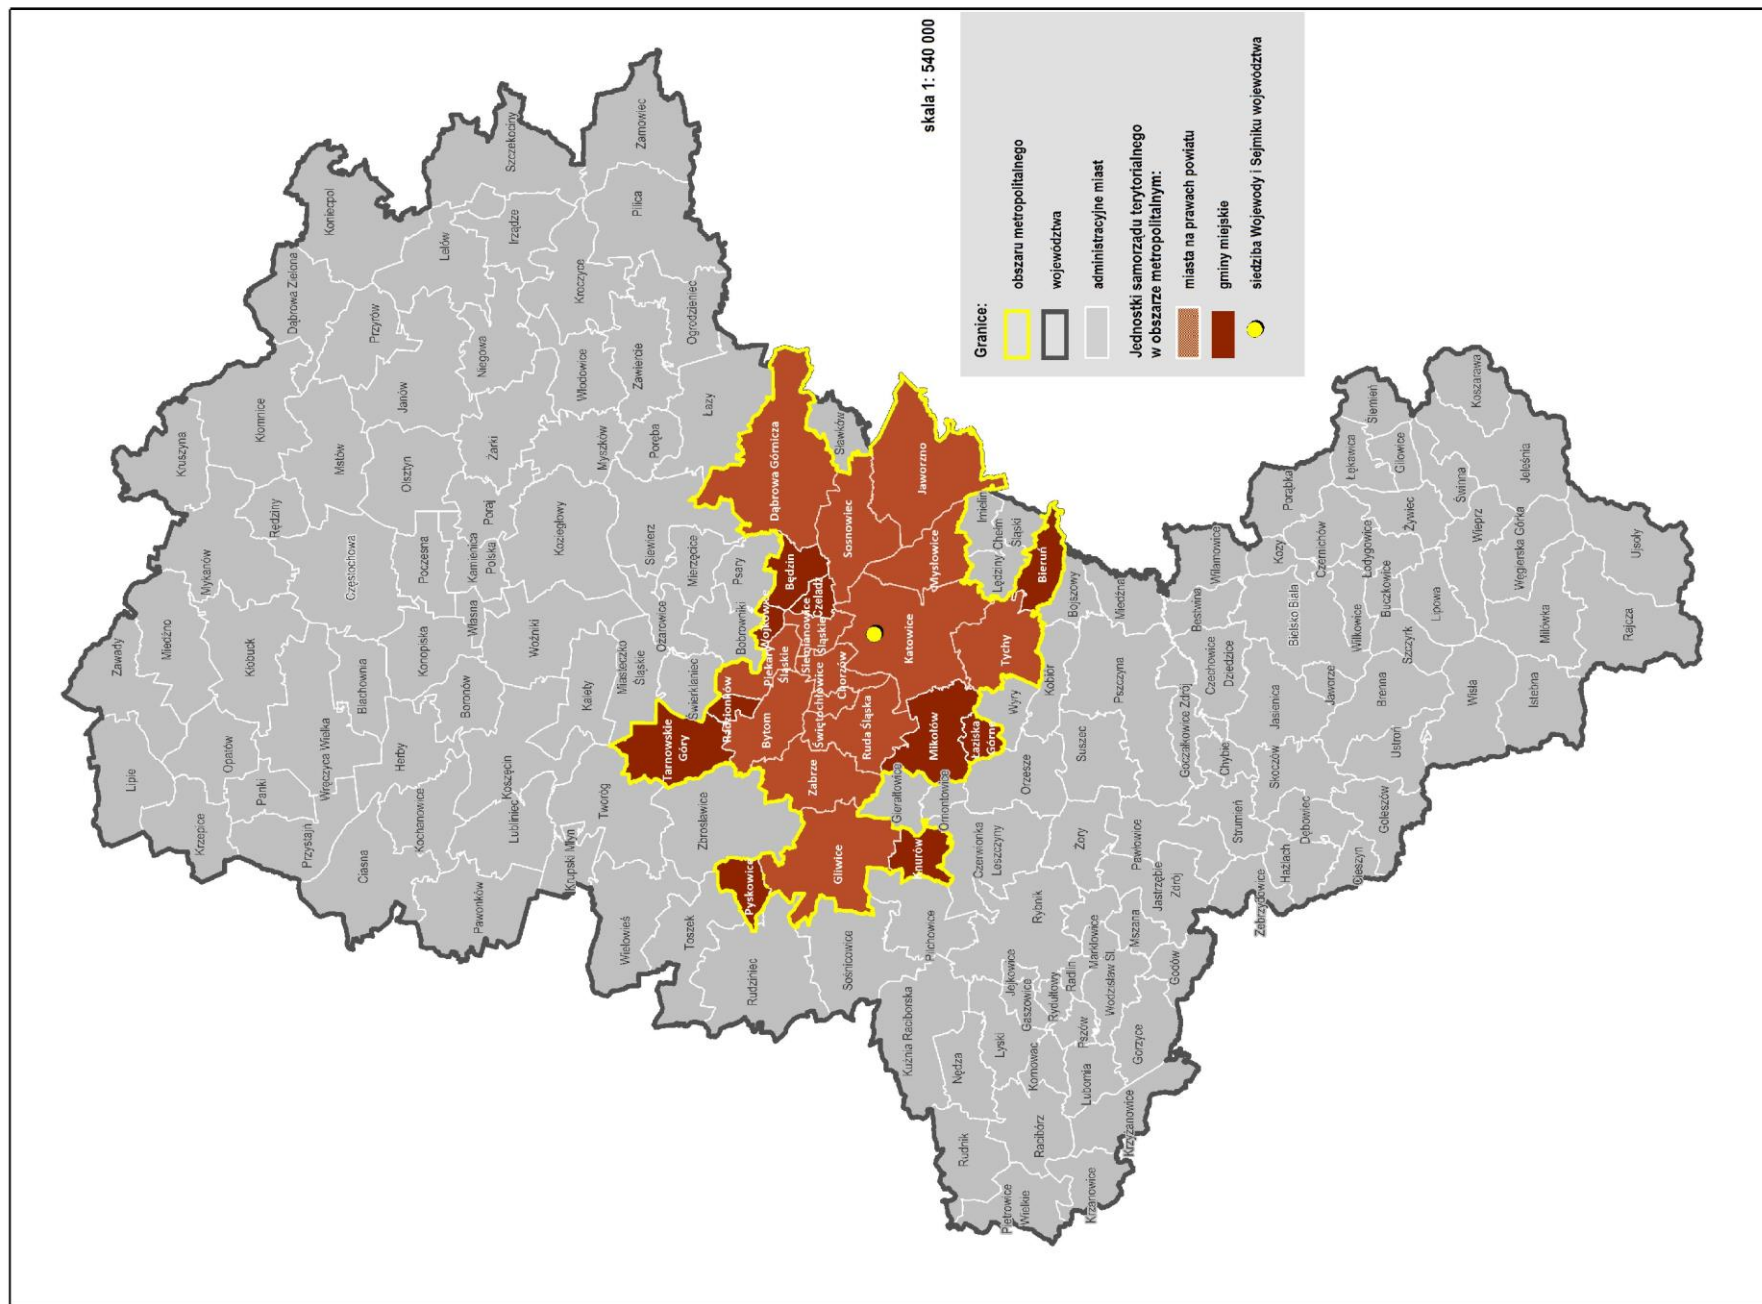 skala 1: 540 000
Granice:
obszaru metropolitalnego
województwa
administracyjne miast
Jednostki samorządu terytorialnego
w obszarze metropolitalnym:
miasta na prawach powiatu
gminy miejskie
siedziba Wojewody i Sejmiku województwa
Zawady
Lipie
Miedźno
Mykanów
Kruszyna
Krzepice
Opatów
Kłobuck
Rędziny
Kłomnice
Dąbrowa Zielona
Koniecpol
Panki
Przystajń
Wręczyca Wielka
Blachownia
Częstochowa
Mstów
Przyrów
Ciasna
Herby
Konopiska
Poczesna
Olsztyn
Janów
Lelów
Szczekociny
Kochanowice
Boronów
Kamienica
Polska
Poraj
Żarki
Niegowa
Irządze
Pawonków
Lubliniec
Koszęcin
Woźniki
Koziegłowy
Myszków
Włodowice
Kroczyce
Pilica
Żarnowiec
Krupski Młyn
Tworóg
Kalety
Miasteczko
Śląskie
Ożarowice
Siewierz
Poręba
Zawiercie
Ogrodzieniec
Łazy
Wielowieś
Toszek
Zbrosławice
Tarnowskie
Góry
Świerklaniec
Mierzęcice
Psary
Bobrowniki
Radzionków
Piekary
Śląskie
Wojkowice
Będzin
Dąbrowa Górnicza
Sławków
Pyskowice
Rudziniec
Bytom
Siemianowice
Śląskie
Czeladź
Zabrze
Świętochłowice
Chorzów
Sosnowiec
Gliwice
Sośnicowice
Ruda Śląska
Katowice
Mysłowice
Jaworzno
Gierałtowice
Knurów
Ornontowice
Mikołów
Łaziska
Tychy
Lędziny
Imielin
Chełm
Śląski
Bieruń
Pilchowice
Kuźnia Raciborska
Wyry
Kobiór
Bojszowy
Orzesze
Czerwionka
Leszczyny
Suszec
Pszczyna
Miedźna
Rudnik
Nędza
Lyski
Jejkowice
Gaszowice
Rybnik
Żory
Rydułtowy
Radlin
Pszów
Marklowice
Wodzisław Śl
Mszana
Pawłowice
Jastrzębie
Zdrój
Goczałkowice Zdrój
Czechowice
Dziedzice
Bestwina
Wilamowice
Racibórz
Lubomia
Gorzyce
Godów
Pietrowice
Wielkie
Krzanowice
Krzyżanowice
Zebrzydowice
Strumień
Chybie
Hażlach
Dębowiec
Skoczów
Jasienica
Bielsko Biała
Kozy
Porąbka
Cieszyn
Goleszów
Ustroń
Brenna
Jaworze
Wilkowice
Czernichów
Łodygowice
Buczkowice
Szczyrk
Lipowa
Żywiec
Łękawica
Ślemień
Gilowice
Świnna
Koszarawa
Wisła
Istebna
Milówka
Węgierska Górka
Wieprz
Jeleśnia
Rajcza
Ujsoły